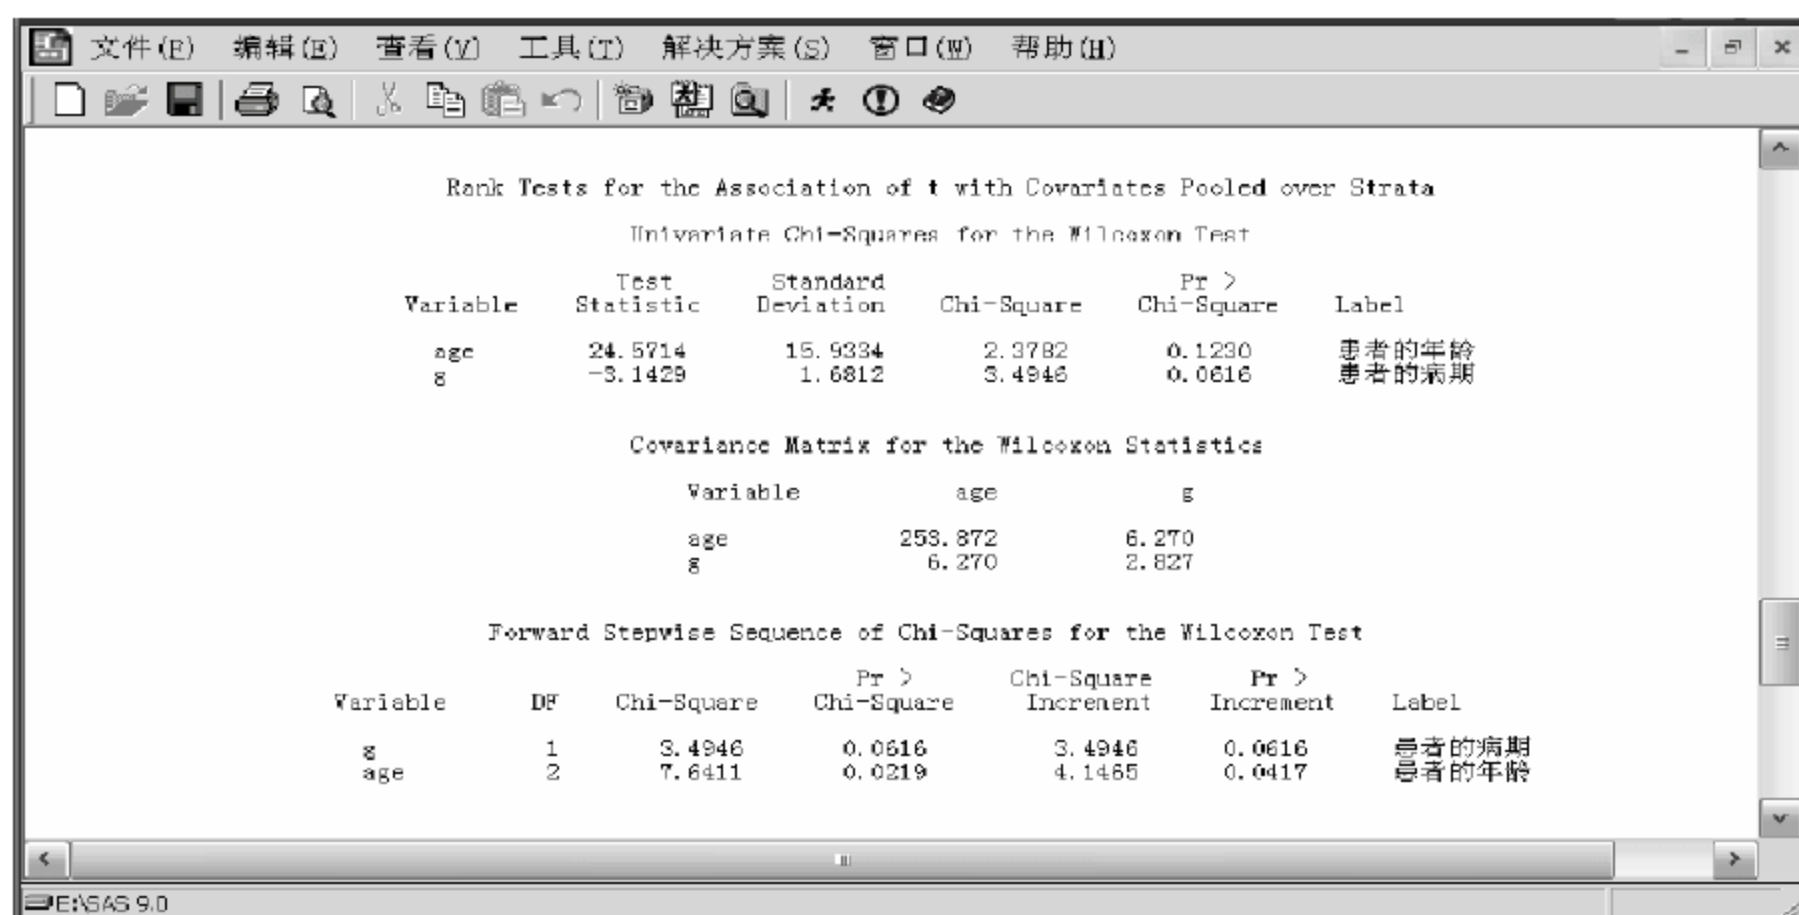 文件(F) 编辑(E) 查看(V) 工具(T) 解决方案(S) 窗口(W) 帮助(H)
Rank Tests for the Association of t with Covariates Pooled over Strata
Univariate Chi-Squares for the Wilcoxon Test
Test Standard Pr >
Variable Statistic Deviation Chi-Square Chi-Square Label
age 24.5714 15.9334 2.3782 0.1230 患者的年龄
g -3.1429 1.6812 3.4946 0.0616 患者的病期
Covariance Matrix for the Wilcoxon Statistics
Variable age g
age 253.872 6.270
g 6.270 2.827
Forward Stepwise Sequence of Chi-Squares for the Wilcoxon Test
Pr > Chi-Square Pr >
Variable DF Chi-Square Chi-Square Increment Increment Label
g 1 3.4946 0.0616 3.4946 0.0616 患者的病期
age 2 7.6411 0.0219 4.1465 0.0417 患者的年龄
E:\SAS 9.0